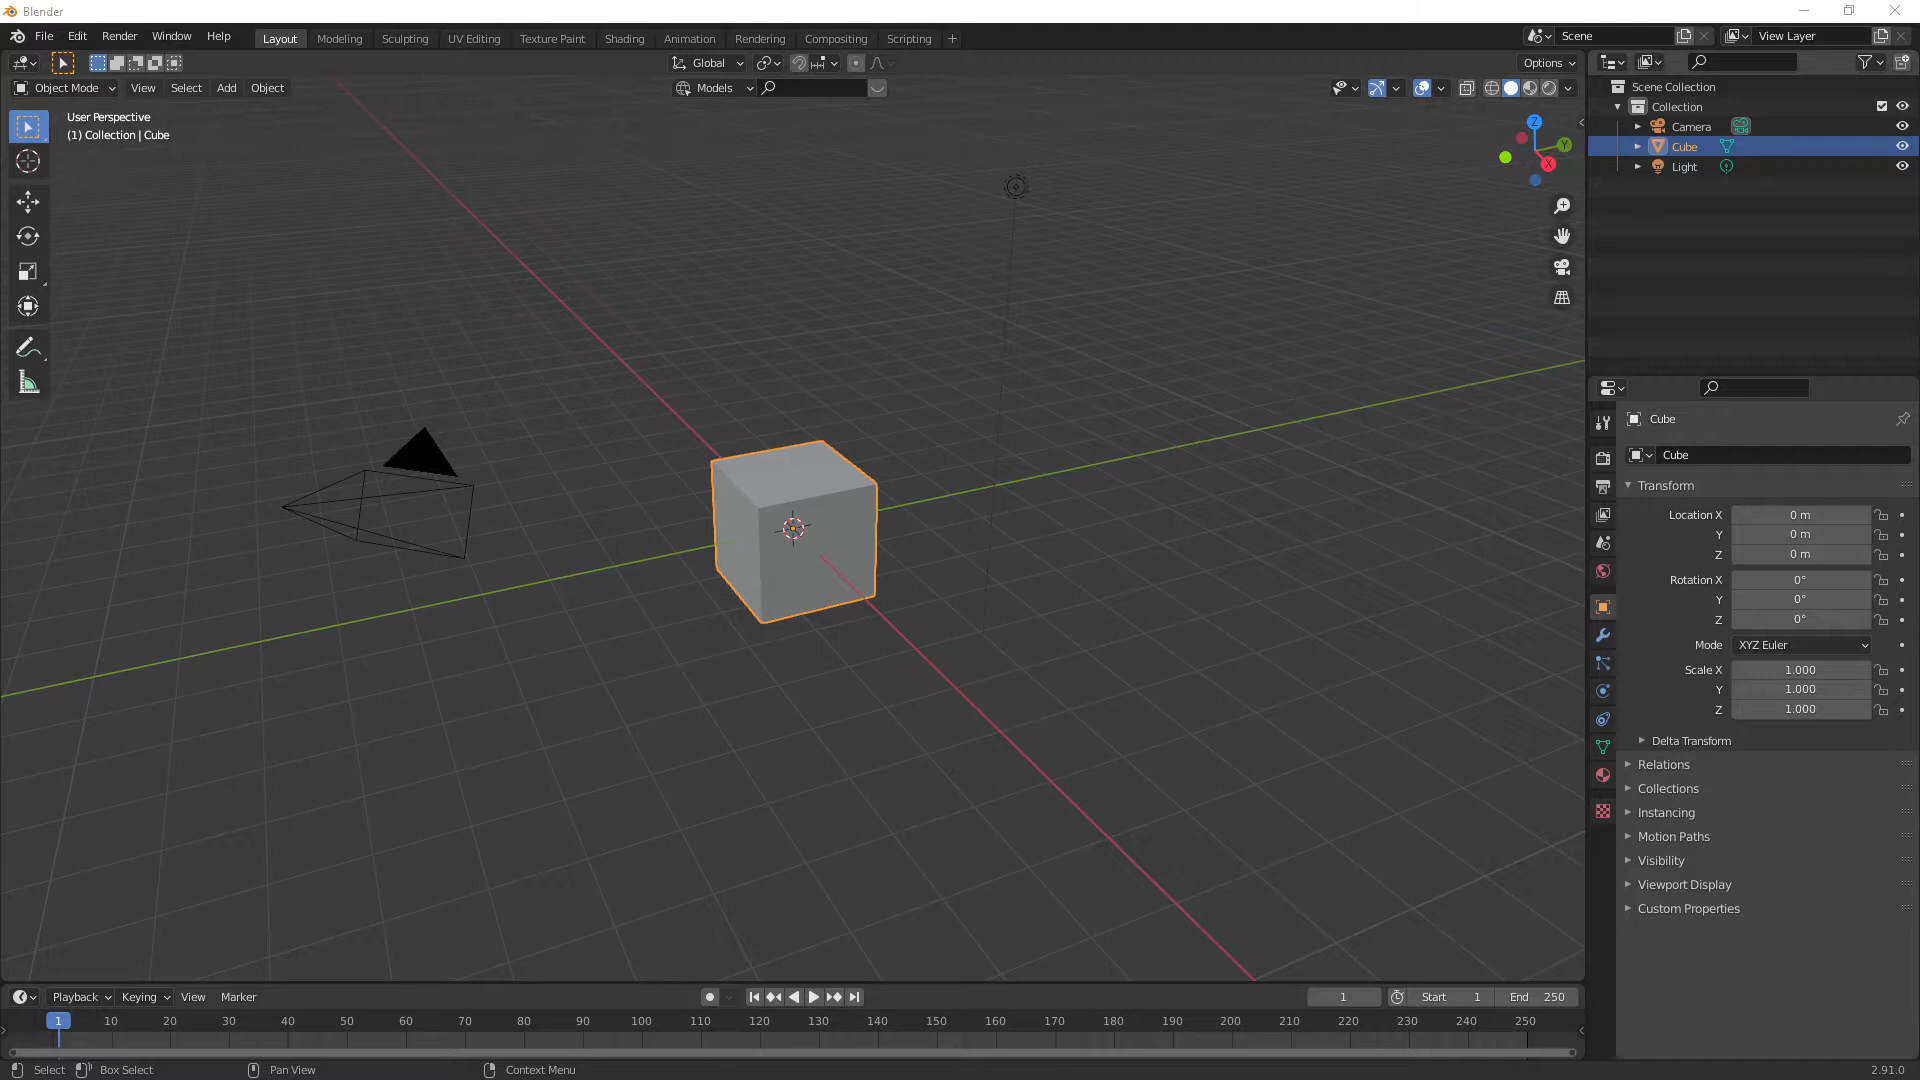 Blender
File Edit Render Window Help
Layout Modeling Sculpting UV Editing Texture Paint Shading Animation Rendering Compositing Scripting +
Scene
View Layer
Global
Options
Object Mode View Select Add Object
Models
User Perspective
(1) Collection | Cube
Z
Y
X
Scene Collection
Collection
Camera
Cube
Light
Cube
Cube
Transform
Location X 0 m
Y 0 m
Z 0 m
Rotation X 0°
Y 0°
Z 0°
Mode XYZ Euler
Scale X 1.000
Y 1.000
Z 1.000
Delta Transform
Relations
Collections
Instancing
Motion Paths
Visibility
Viewport Display
Custom Properties
Playback Keying View Marker
1
Start 1
End 250
1 10 20 30 40 50 60 70 80 90 100 110 120 130 140 150 160 170 180 190 200 210 220 230 240 250
Select Box Select Pan View Context Menu 2.91.0